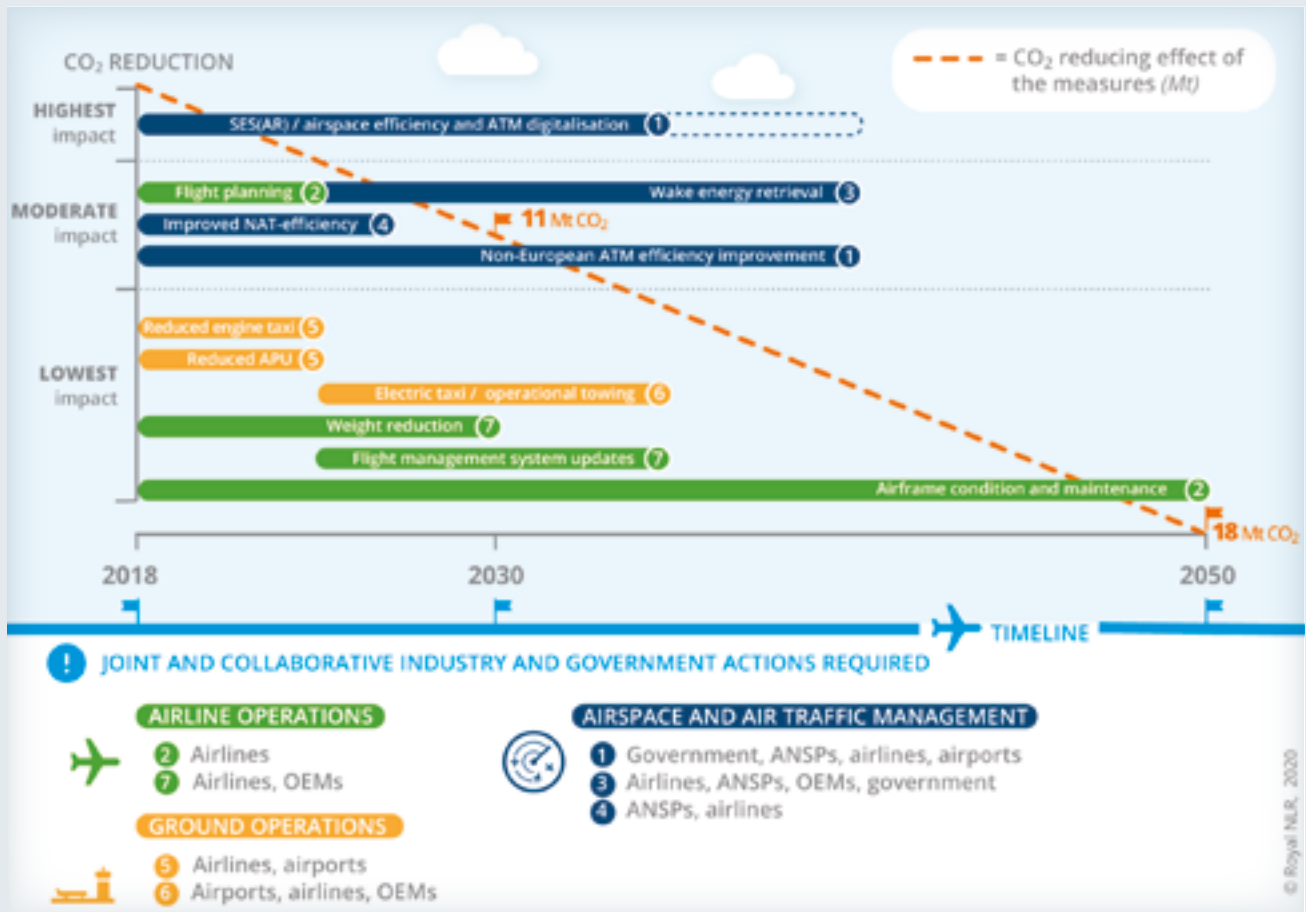 CO₂ REDUCTION
= CO₂ reducing effect of
the measures (Mt)
HIGHEST
impact
SES(AR) / airspace efficiency and ATM digitalisation 1
MODERATE
impact
Flight planning 2
Wake energy retrieval 3
Improved NAT-efficiency 4
11 Mt CO₂
Non-European ATM efficiency improvement 1
LOWEST
impact
Reduced engine taxi 5
Reduced APU 5
Electric taxi / operational towing 6
Weight reduction 7
Flight management system updates 7
Airframe condition and maintenance 2
18 Mt CO₂
2018
2030
2050
TIMELINE
! JOINT AND COLLABORATIVE INDUSTRY AND GOVERNMENT ACTIONS REQUIRED
AIRLINE OPERATIONS
2 Airlines
7 Airlines, OEMs
GROUND OPERATIONS
5 Airlines, airports
6 Airports, airlines, OEMs
AIRSPACE AND AIR TRAFFIC MANAGEMENT
1 Government, ANSPs, airlines, airports
3 Airlines, ANSPs, OEMs, government
4 ANSPs, airlines
© Royal NLR, 2020